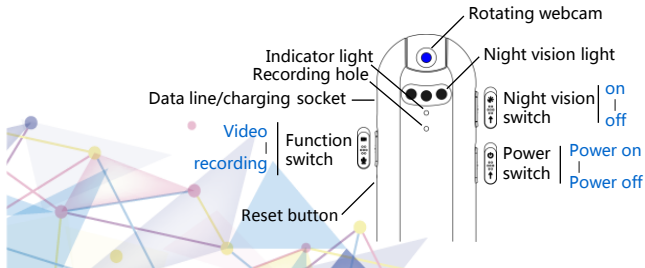 Rotating webcam
Indicator light
Night vision light
Recording hole
Data line/charging socket
Night vision
switch
on
off
Video
recording
Function
switch
Power
switch
Power on
Power off
Reset button